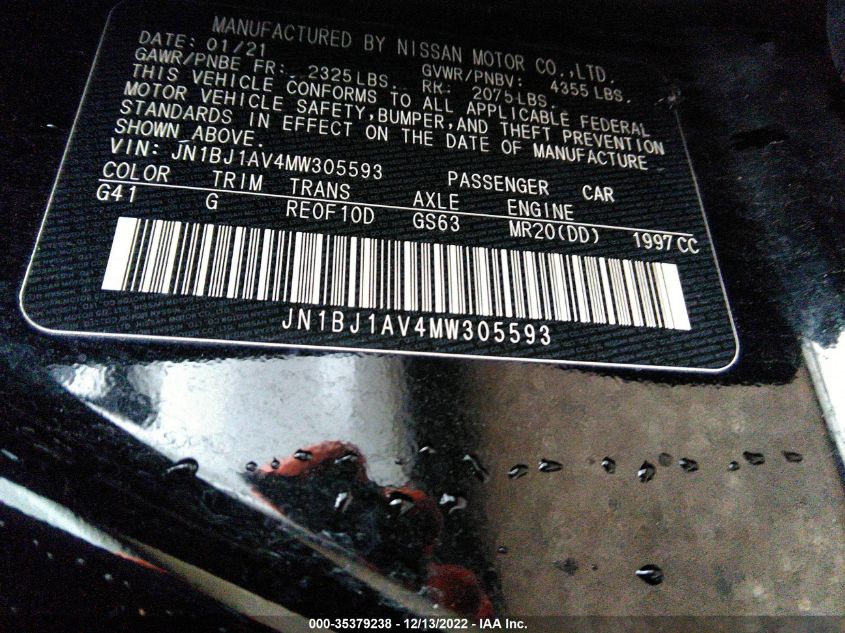 MANUFACTURED BY NISSAN MOTOR CO.,LTD.
DATE: 01/21 GVWR/PNBV: 4355 LBS.
GAWR/PNBE FR: 2325 LBS. RR: 2075 LBS.
THIS VEHICLE CONFORMS TO ALL APPLICABLE FEDERAL
MOTOR VEHICLE SAFETY, BUMPER, AND THEFT PREVENTION
STANDARDS IN EFFECT ON THE DATE OF MANUFACTURE
SHOWN ABOVE.
VIN: JN1BJ1AV4MW305593 PASSENGER CAR
COLOR TRIM TRANS AXLE ENGINE
G41 G RE0F10D GS63 MR20(DD) 1997CC
JN1BJ1AV4MW305593
000-35379238 - 12/13/2022 - IAA Inc.